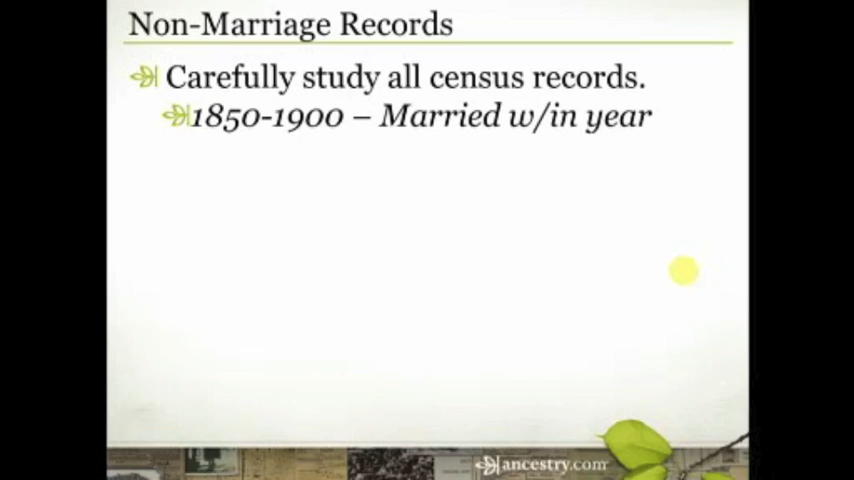 Non-Marriage Records
Carefully study all census records.
1850-1900 – Married w/in year
ancestry.com